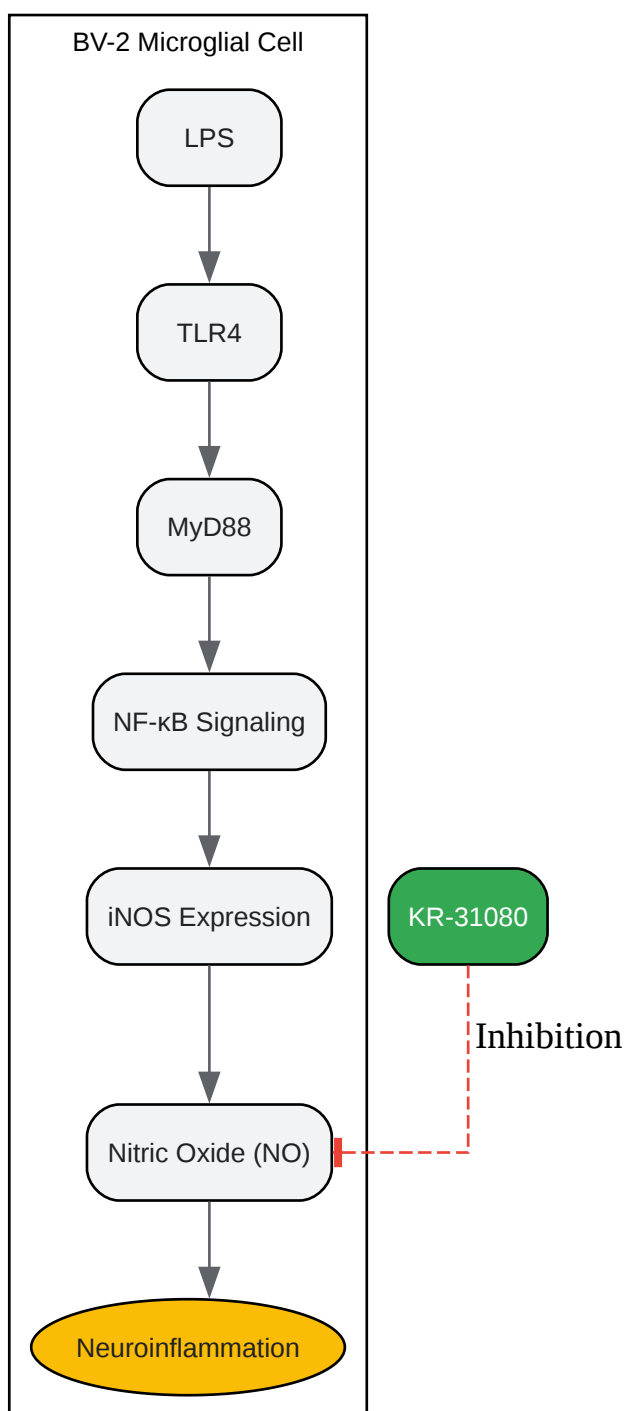 BV-2 Microglial Cell
LPS
TLR4
MyD88
NF-κB Signaling
iNOS Expression
KR-31080
Inhibition
Nitric Oxide (NO)
Neuroinflammation